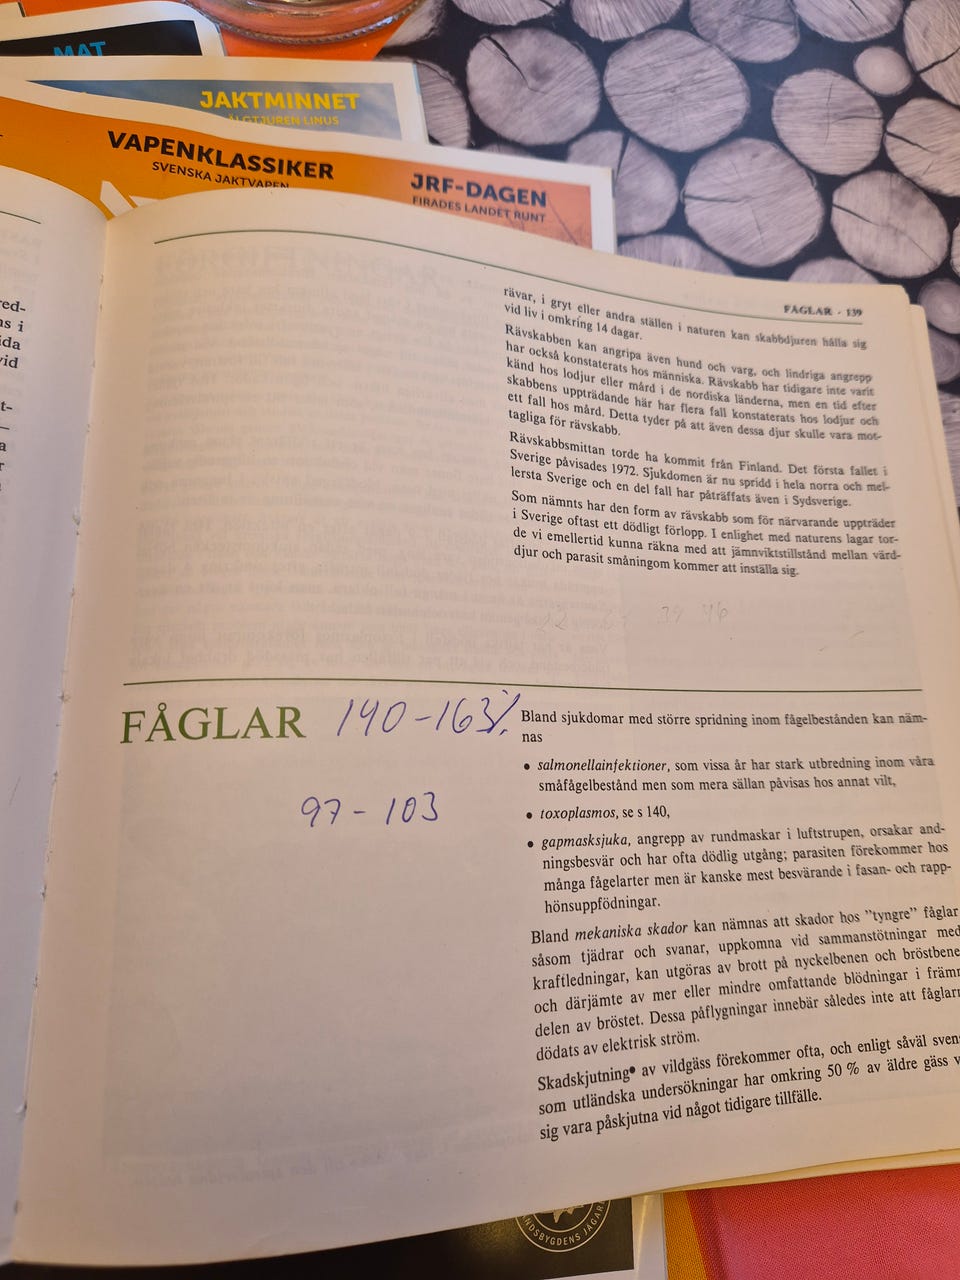 MAT
JAKTMINNET
ÄLGTJUREN LINUS
VAPENKLASSIKER
SVENSKA JAKTVAPEN
JRF-DAGEN
FIRADES LANDET RUNT
ed-
s i
ida
vid
t-
—
a
r
FÅGLAR · 139
rävar, i gryt eller andra ställen i naturen kan skabbdjuren hålla sig
vid liv i omkring 14 dagar.
Rävskabben kan angripa även hund och varg, och lindriga angrepp
har också konstaterats hos människa. Rävskabb har tidigare inte varit
känd hos lodjur eller mård i de nordiska länderna, men en tid efter
skabbens uppträdande här har flera fall konstaterats hos lodjur och
ett fall hos mård. Detta tyder på att även dessa djur skulle vara mot-
tagliga för rävskabb.
Rävskabbsmittan torde ha kommit från Finland. Det första fallet i
Sverige påvisades 1972. Sjukdomen är nu spridd i hela norra och mel-
lersta Sverige och en del fall har påträffats även i Sydsverige.
Som nämnts har den form av rävskabb som för närvarande uppträder
i Sverige oftast ett dödligt förlopp. I enlighet med naturens lagar tor-
de vi emellertid kunna räkna med att jämnviktstillstånd mellan värd-
djur och parasit småningom kommer att inställa sig.
39 46
FÅGLAR 140-163
97-103
Bland sjukdomar med större spridning inom fågelbestånden kan näm-
nas
• salmonellainfektioner, som vissa år har stark utbredning inom våra
småfågelbestånd men som mera sällan påvisas hos annat vilt,
• toxoplasmos, se s 140,
• gapmasksjuka, angrepp av rundmaskar i luftstrupen, orsakar and-
ningsbesvär och har ofta dödlig utgång; parasiten förekommer hos
många fågelarter men är kanske mest besvärande i fasan- och rapp-
hönsuppfödningar.
Bland mekaniska skador kan nämnas att skador hos "tyngre" fåglar
såsom tjädrar och svanar, uppkomna vid sammanstötningar med
kraftledningar, kan utgöras av brott på nyckelbenen och bröstbene
och därjämte av mer eller mindre omfattande blödningar i främr
delen av bröstet. Dessa påflygningar innebär således inte att fåglarn
dödats av elektrisk ström.
Skadskjutning• av vildgäss förekommer ofta, och enligt såväl sven
som utländska undersökningar har omkring 50 % av äldre gäss v
sig vara påskjutna vid något tidigare tillfälle.
NDSBYGDENS JÄGARE